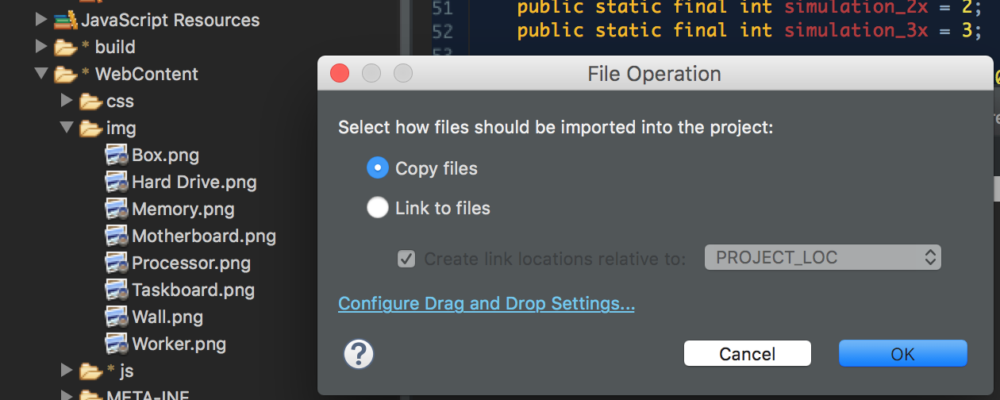 JavaScript Resources
* build
* WebContent
css
img
Box.png
Hard Drive.png
Memory.png
Motherboard.png
Processor.png
Taskboard.png
Wall.png
Worker.png
* js
META-INF
51 public static final int simulation_2x = 2;
52 public static final int simulation_3x = 3;
53
File Operation
Select how files should be imported into the project:
Copy files
Link to files
Create link locations relative to:
PROJECT_LOC
Configure Drag and Drop Settings...
?
Cancel
OK